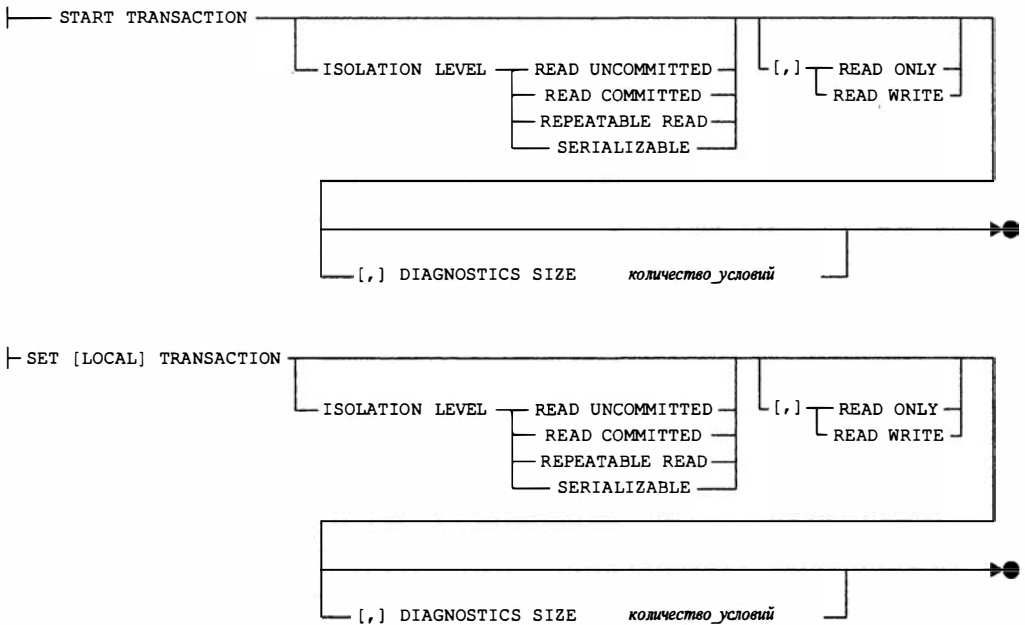 START TRANSACTION
ISOLATION LEVEL READ UNCOMMITTED [,] READ ONLY
READ COMMITTED READ WRITE
REPEATABLE READ
SERIALIZABLE
[,] DIAGNOSTICS SIZE количество_условий
SET [LOCAL] TRANSACTION
ISOLATION LEVEL READ UNCOMMITTED [,] READ ONLY
READ COMMITTED READ WRITE
REPEATABLE READ
SERIALIZABLE
[,] DIAGNOSTICS SIZE количество_условий